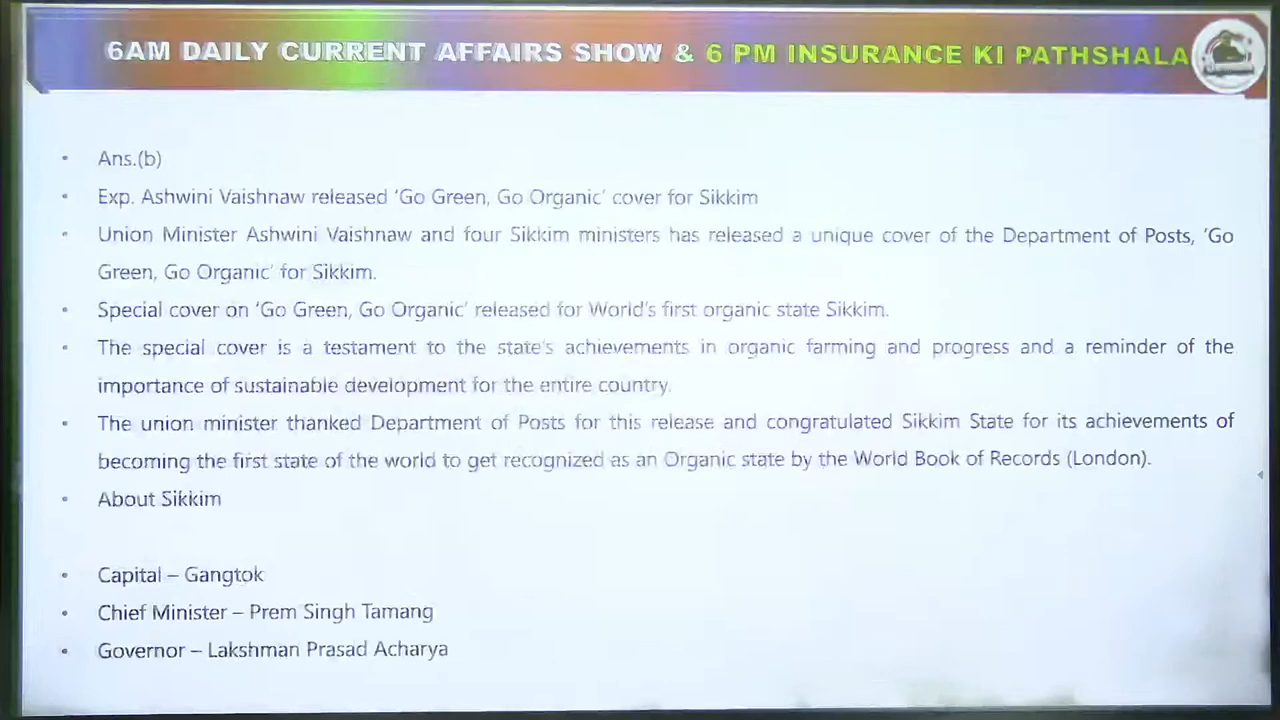 6AM DAILY CURRENT AFFAIRS SHOW & 6 PM INSURANCE KI PATHSHALA
• Ans.(b)
• Exp. Ashwini Vaishnaw released ‘Go Green, Go Organic’ cover for Sikkim
• Union Minister Ashwini Vaishnaw and four Sikkim ministers has released a unique cover of the Department of Posts, ‘Go
Green, Go Organic’ for Sikkim.
• Special cover on ‘Go Green, Go Organic’ released for World’s first organic state Sikkim.
• The special cover is a testament to the state’s achievements in organic farming and progress and a reminder of the
importance of sustainable development for the entire country.
• The union minister thanked Department of Posts for this release and congratulated Sikkim State for its achievements of
becoming the first state of the world to get recognized as an Organic state by the World Book of Records (London).
• About Sikkim
• Capital – Gangtok
• Chief Minister – Prem Singh Tamang
• Governor – Lakshman Prasad Acharya